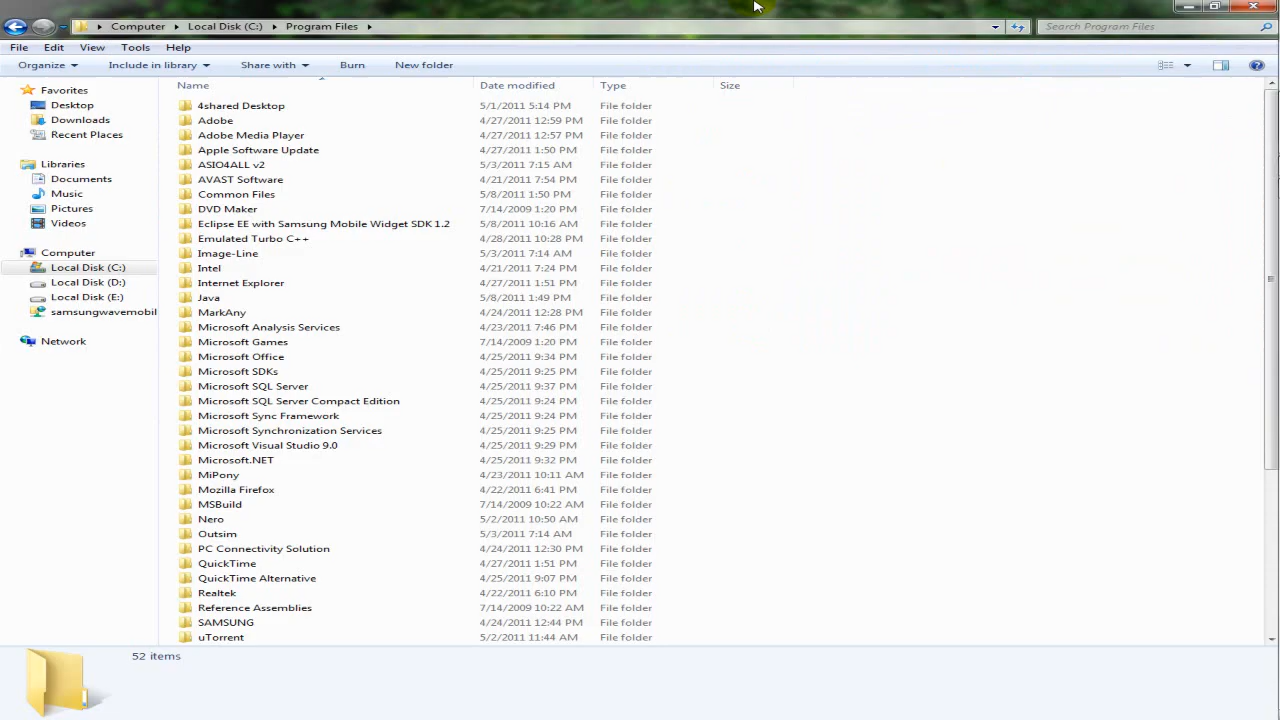 Computer Local Disk (C:) Program Files Search Program Files
File Edit View Tools Help
Organize Include in library Share with Burn New folder
Name Date modified Type Size
Favorites
Desktop
Downloads
Recent Places
Libraries
Documents
Music
Pictures
Videos
Computer
Local Disk (C:)
Local Disk (D:)
Local Disk (E:)
samsungwavemobil
Network
4shared Desktop 5/1/2011 5:14 PM File folder
Adobe 4/27/2011 12:59 PM File folder
Adobe Media Player 4/27/2011 12:57 PM File folder
Apple Software Update 4/27/2011 1:50 PM File folder
ASIO4ALL v2 5/3/2011 7:15 AM File folder
AVAST Software 4/21/2011 7:54 PM File folder
Common Files 5/8/2011 1:50 PM File folder
DVD Maker 7/14/2009 1:20 PM File folder
Eclipse EE with Samsung Mobile Widget SDK 1.2 5/8/2011 10:16 AM File folder
Emulated Turbo C++ 4/28/2011 10:28 PM File folder
Image-Line 5/3/2011 7:14 AM File folder
Intel 4/21/2011 7:24 PM File folder
Internet Explorer 4/27/2011 1:51 PM File folder
Java 5/8/2011 1:49 PM File folder
MarkAny 4/24/2011 12:28 PM File folder
Microsoft Analysis Services 4/23/2011 7:46 PM File folder
Microsoft Games 7/14/2009 1:20 PM File folder
Microsoft Office 4/25/2011 9:34 PM File folder
Microsoft SDKs 4/25/2011 9:25 PM File folder
Microsoft SQL Server 4/25/2011 9:37 PM File folder
Microsoft SQL Server Compact Edition 4/25/2011 9:24 PM File folder
Microsoft Sync Framework 4/25/2011 9:24 PM File folder
Microsoft Synchronization Services 4/25/2011 9:25 PM File folder
Microsoft Visual Studio 9.0 4/25/2011 9:29 PM File folder
Microsoft.NET 4/25/2011 9:32 PM File folder
MiPony 4/23/2011 10:11 AM File folder
Mozilla Firefox 4/22/2011 6:41 PM File folder
MSBuild 7/14/2009 10:22 AM File folder
Nero 5/2/2011 10:50 AM File folder
Outsim 5/3/2011 7:14 AM File folder
PC Connectivity Solution 4/24/2011 12:30 PM File folder
QuickTime 4/27/2011 1:51 PM File folder
QuickTime Alternative 4/25/2011 9:07 PM File folder
Realtek 4/22/2011 6:10 PM File folder
Reference Assemblies 7/14/2009 10:22 AM File folder
SAMSUNG 4/24/2011 12:44 PM File folder
uTorrent 5/2/2011 11:44 AM File folder
52 items